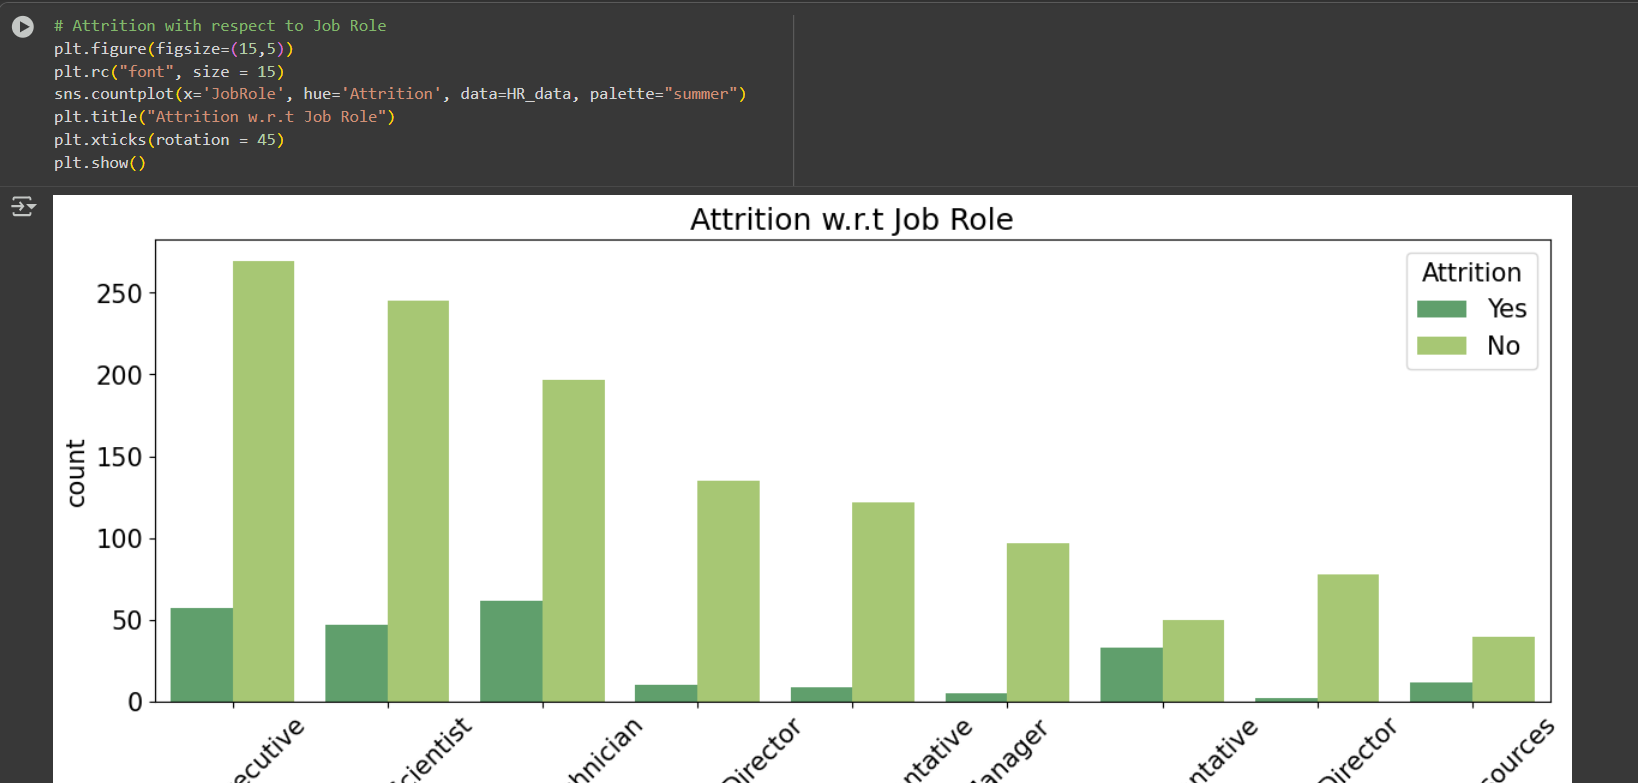 # Attrition with respect to Job Role
plt.figure(figsize=(15,5))
plt.rc("font", size = 15)
sns.countplot(x='JobRole', hue='Attrition', data=HR_data, palette="summer")
plt.title("Attrition w.r.t Job Role")
plt.xticks(rotation = 45)
plt.show()
Attrition w.r.t Job Role
Attrition
Yes
No
250
200
150
100
50
0
count
ecutive
cientist
hnician
Director
ntative
anager
ntative
Director
ources